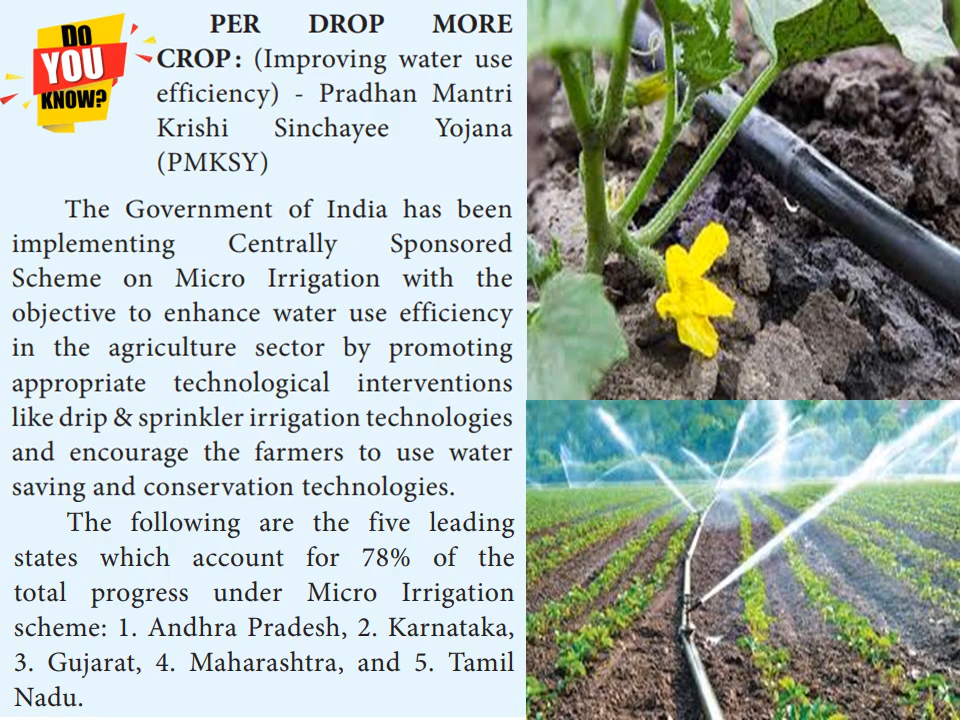 DO
YOU
KNOW?
PER DROP MORE
CROP: (Improving water use
efficiency) - Pradhan Mantri
Krishi Sinchayee Yojana
(PMKSY)
The Government of India has been
implementing Centrally Sponsored
Scheme on Micro Irrigation with the
objective to enhance water use efficiency
in the agriculture sector by promoting
appropriate technological interventions
like drip & sprinkler irrigation technologies
and encourage the farmers to use water
saving and conservation technologies.
The following are the five leading
states which account for 78% of the
total progress under Micro Irrigation
scheme: 1. Andhra Pradesh, 2. Karnataka,
3. Gujarat, 4. Maharashtra, and 5. Tamil
Nadu.